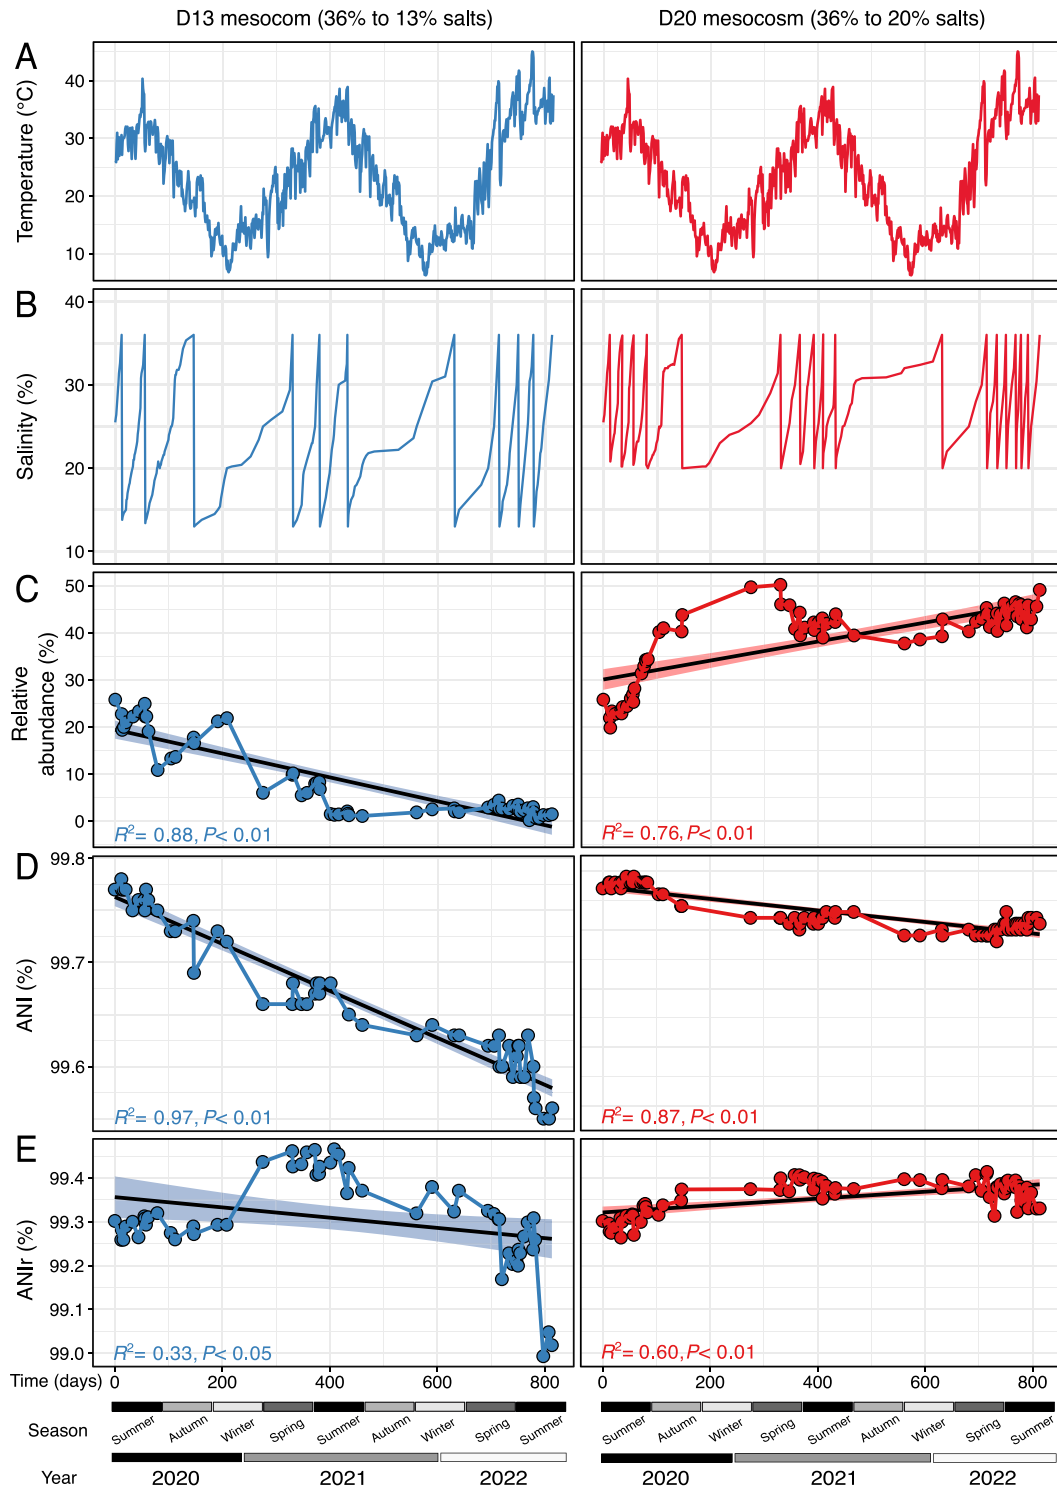 D13 mesocom (36% to 13% salts)
D20 mesocosm (36% to 20% salts)
A
Temperature (°C)
40
30
20
10
B
Salinity (%)
40
30
20
10
C
Relative
abundance (%)
50
40
30
20
10
0
R²= 0.88, P< 0.01
R²= 0.76, P< 0.01
D
ANI (%)
99.8
99.7
99.6
R²= 0.97, P< 0.01
R²= 0.87, P< 0.01
E
ANIr (%)
99.4
99.3
99.2
99.1
99.0
R²= 0.33, P< 0.05
R²= 0.60, P< 0.01
Time (days) 0 200 400 600 800 0 200 400 600 800
Season Summer Autumn Winter Spring Summer Autumn Winter Spring Summer Summer Autumn Winter Spring Summer Autumn Winter Spring Summer
Year 2020 2021 2022 2020 2021 2022